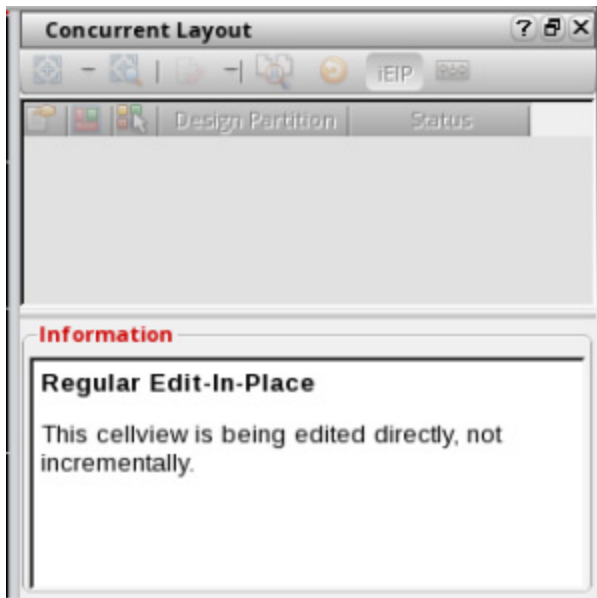 Concurrent Layout
iEIP
Design Partition Status
Information
Regular Edit-In-Place
This cellview is being edited directly, not
incrementally.